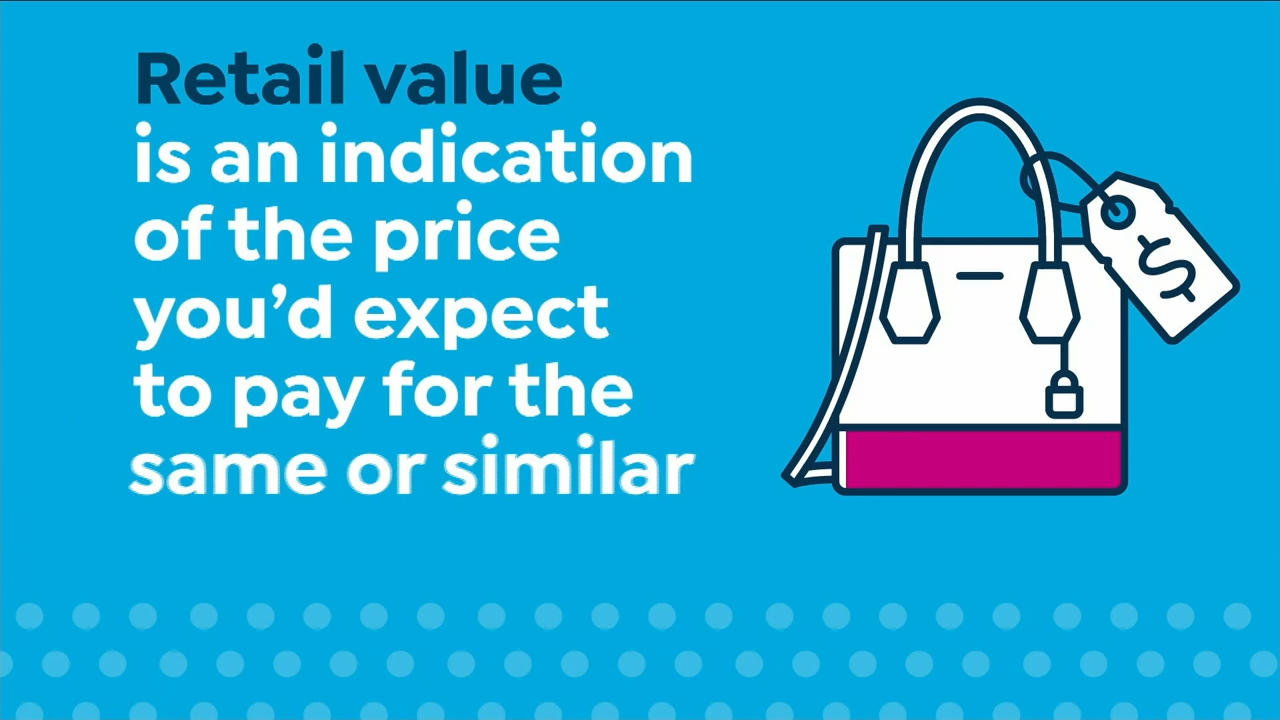 Retail value
is an indication
of the price
you’d expect
to pay for the
same or similar
$